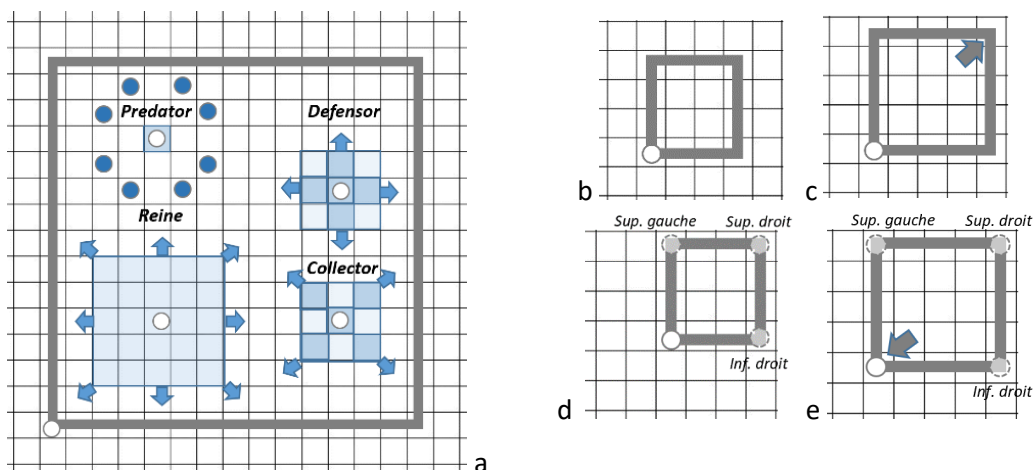 Predator
Defensor
Reine
Collector
a
b
c
Sup. gauche
Sup. droit
Inf. droit
d
Sup. gauche
Sup. droit
Inf. droit
e